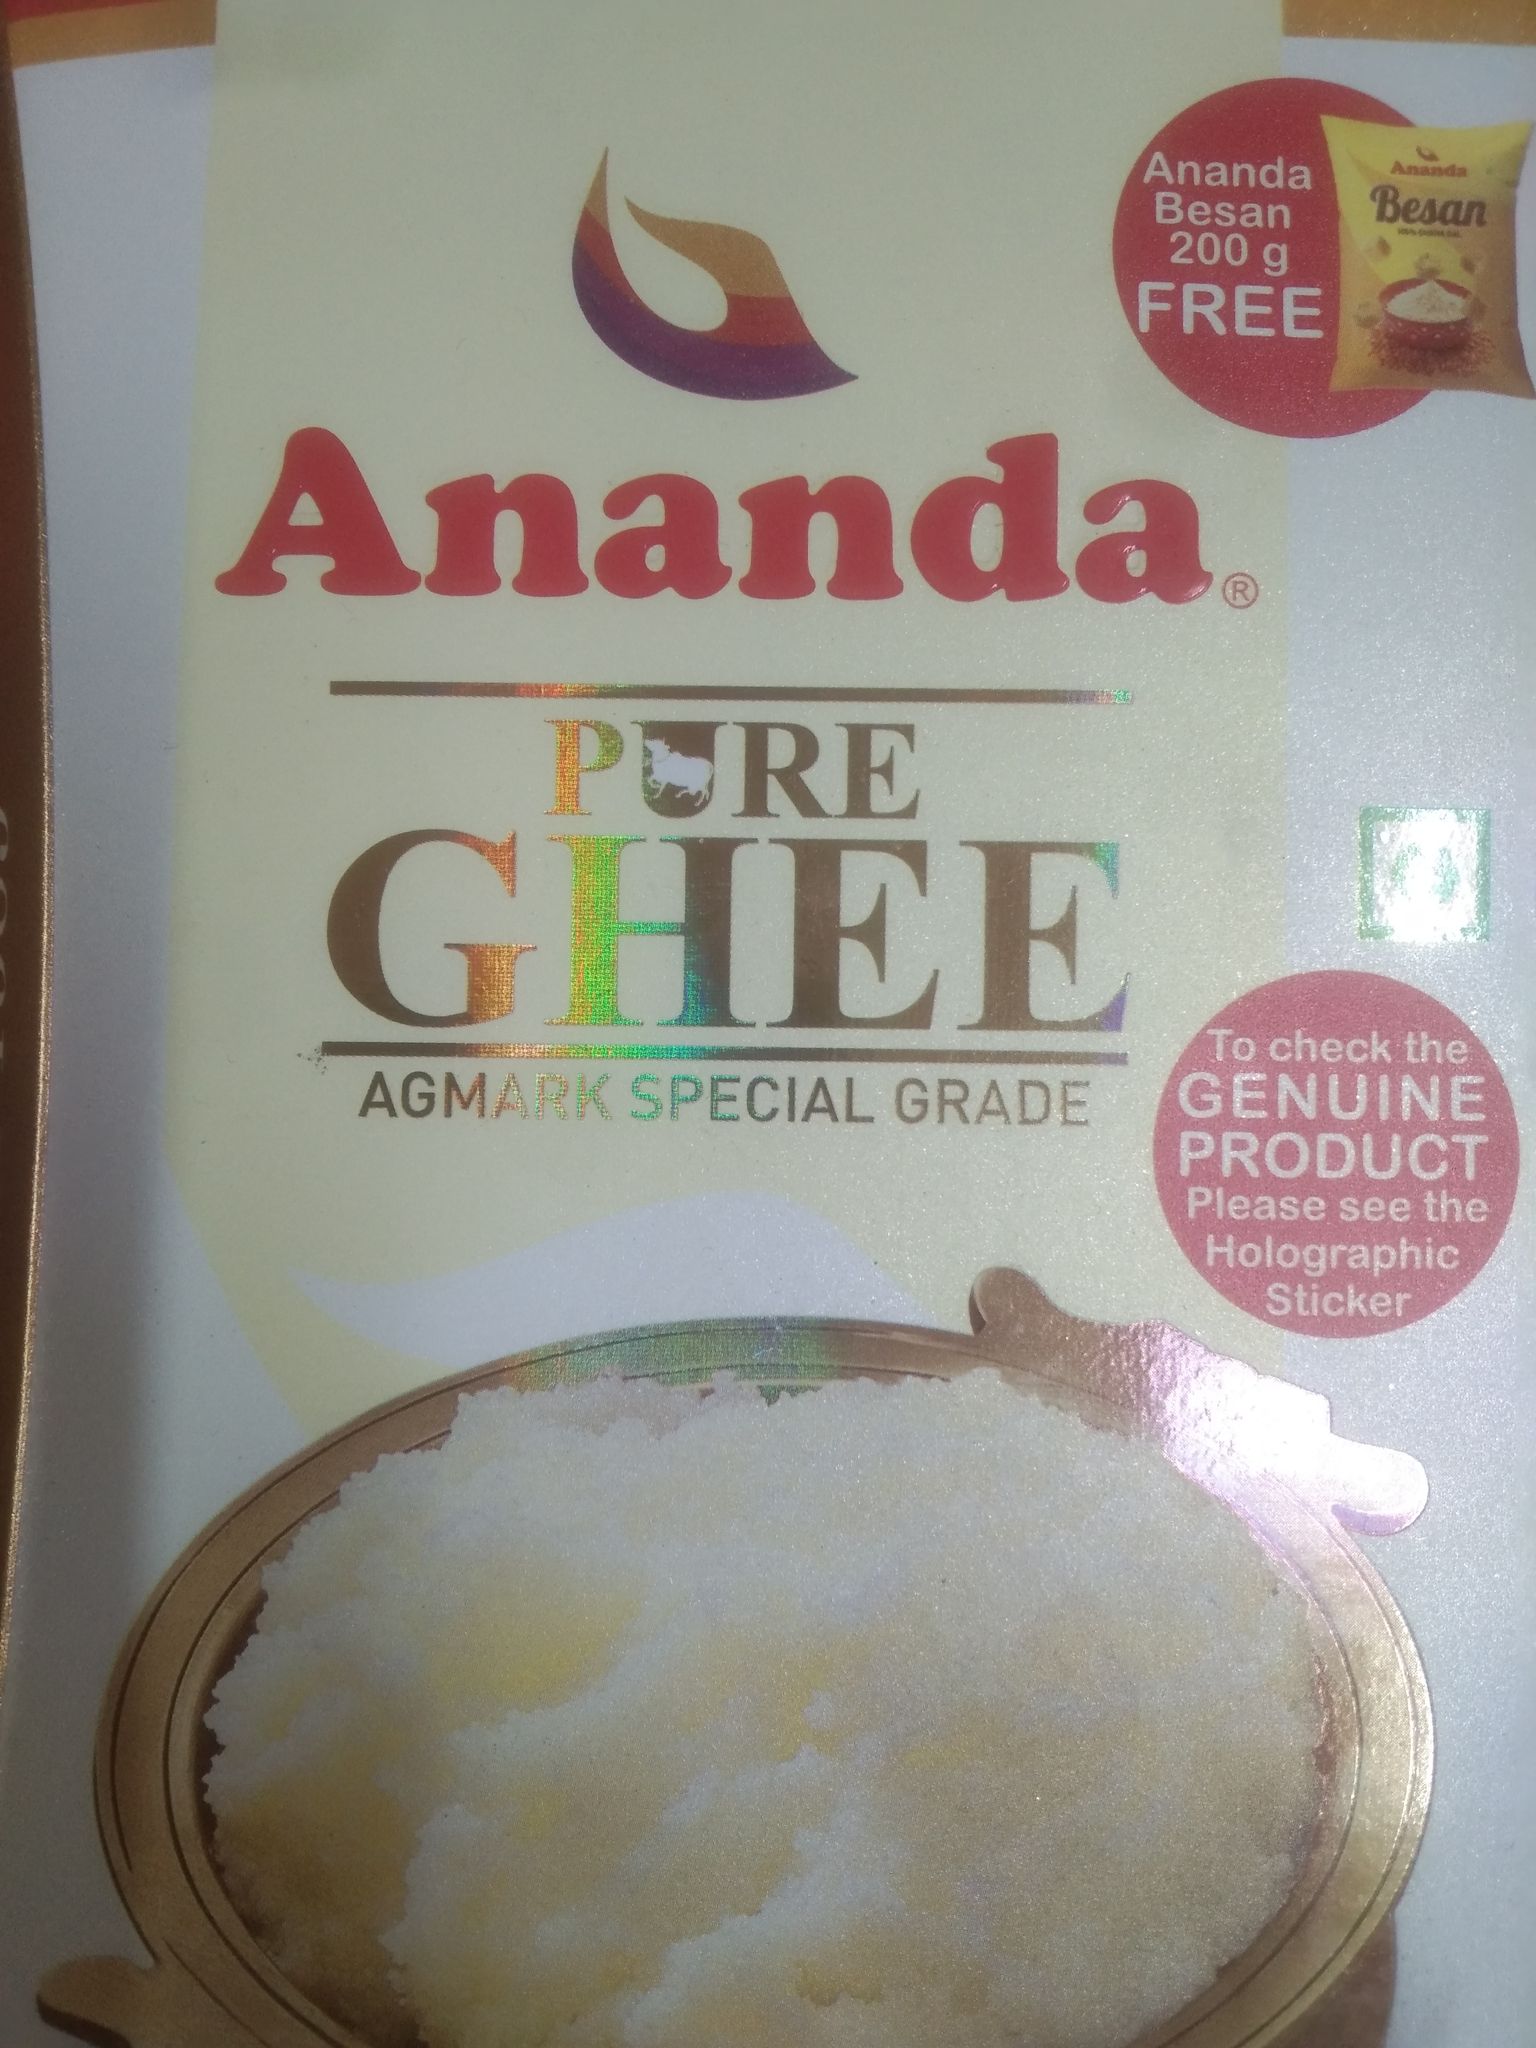 Ananda
Besan
200 g
FREE
Ananda
Besan
Ananda®
PURE
GHEE
AGMARK SPECIAL GRADE
To check the
GENUINE
PRODUCT
Please see the
Holographic
Sticker